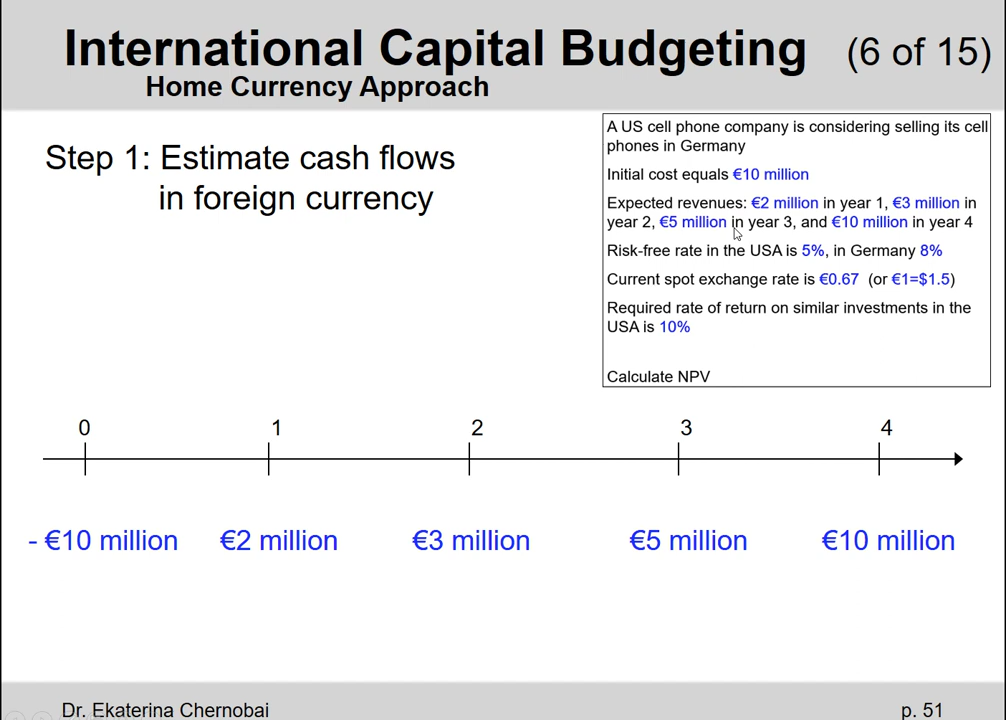 International Capital Budgeting (6 of 15)
Home Currency Approach
Step 1: Estimate cash flows
in foreign currency
A US cell phone company is considering selling its cell
phones in Germany
Initial cost equals €10 million
Expected revenues: €2 million in year 1, €3 million in
year 2, €5 million in year 3, and €10 million in year 4
Risk-free rate in the USA is 5%, in Germany 8%
Current spot exchange rate is €0.67 (or €1=$1.5)
Required rate of return on similar investments in the
USA is 10%
Calculate NPV
0 1 2 3 4
- €10 million €2 million €3 million €5 million €10 million
Dr. Ekaterina Chernobai p. 51